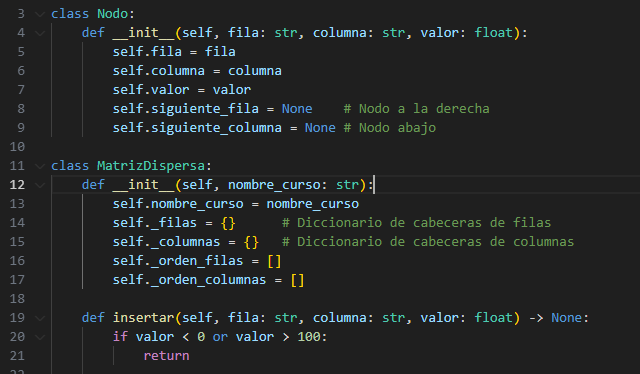 3 class Nodo:
4 def __init__(self, fila: str, columna: str, valor: float):
5 self.fila = fila
6 self.columna = columna
7 self.valor = valor
8 self.siguiente_fila = None # Nodo a la derecha
9 self.siguiente_columna = None # Nodo abajo
10
11 class MatrizDispersa:
12 def __init__(self, nombre_curso: str):
13 self.nombre_curso = nombre_curso
14 self._filas = {} # Diccionario de cabeceras de filas
15 self._columnas = {} # Diccionario de cabeceras de columnas
16 self._orden_filas = []
17 self._orden_columnas = []
18
19 def insertar(self, fila: str, columna: str, valor: float) -> None:
20 if valor < 0 or valor > 100:
21 return